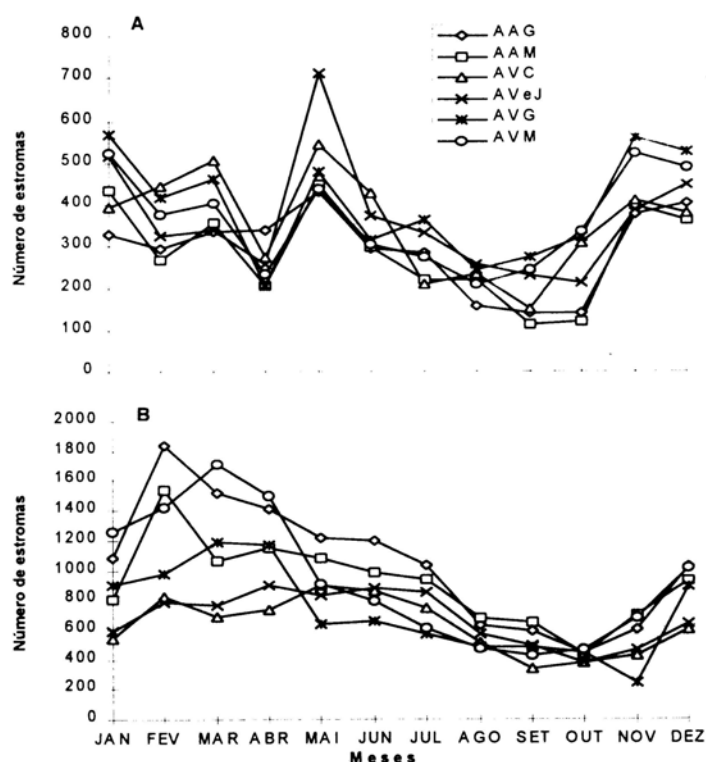 A
AAG
AAM
AVC
AVeJ
AVG
AVM
Número de estromas
800
700
600
500
400
300
200
100
0
B
Número de estromas
2000
1800
1600
1400
1200
1000
800
600
400
200
0
JAN FEV MAR ABR MAI JUN JUL AGO SET OUT NOV DEZ
Meses